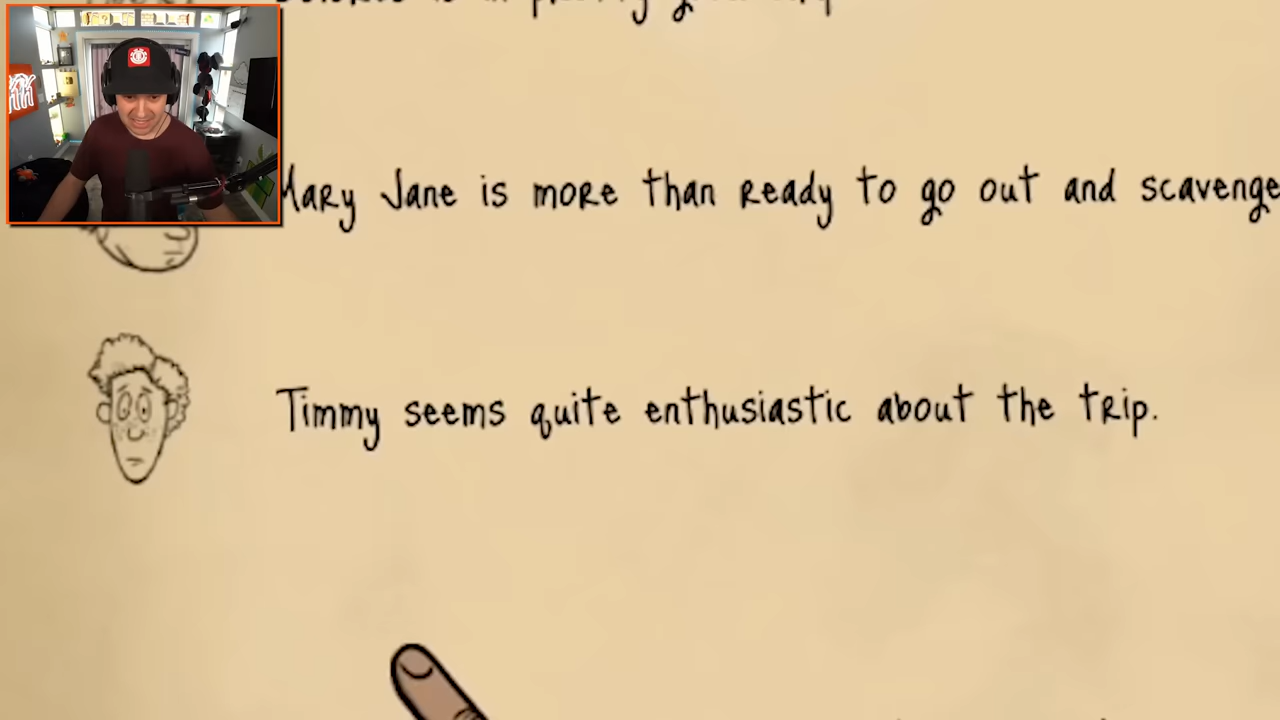 Mary Jane is more than ready to go out and scavenge
Timmy seems quite enthusiastic about the trip.